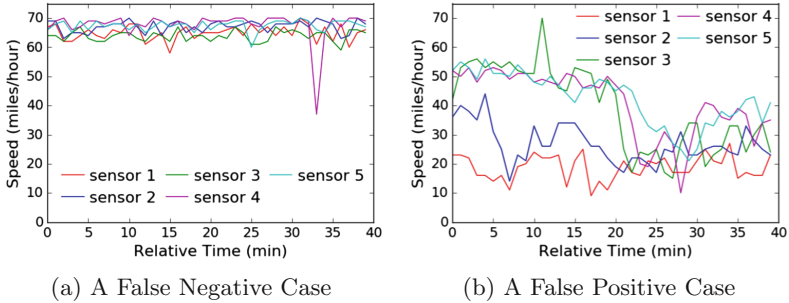 70
60
50
40
30
20
10
0
Speed (miles/hour)
sensor 1 sensor 3 sensor 5
sensor 2 sensor 4
0 5 10 15 20 25 30 35 40
Relative Time (min)
(a) A False Negative Case
70
60
50
40
30
20
10
0
Speed (miles/hour)
sensor 1 sensor 4
sensor 2 sensor 5
sensor 3
0 5 10 15 20 25 30 35 40
Relative Time (min)
(b) A False Positive Case